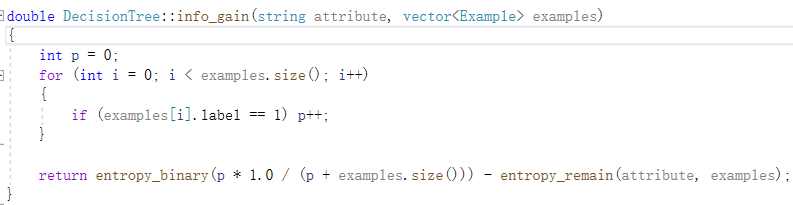 double DecisionTree::info_gain(string attribute, vector<Example> examples)
{
int p = 0;
for (int i = 0; i < examples.size(); i++)
{
if (examples[i].label == 1) p++;
}
return entropy_binary(p * 1.0 / (p + examples.size())) - entropy_remain(attribute, examples);
}